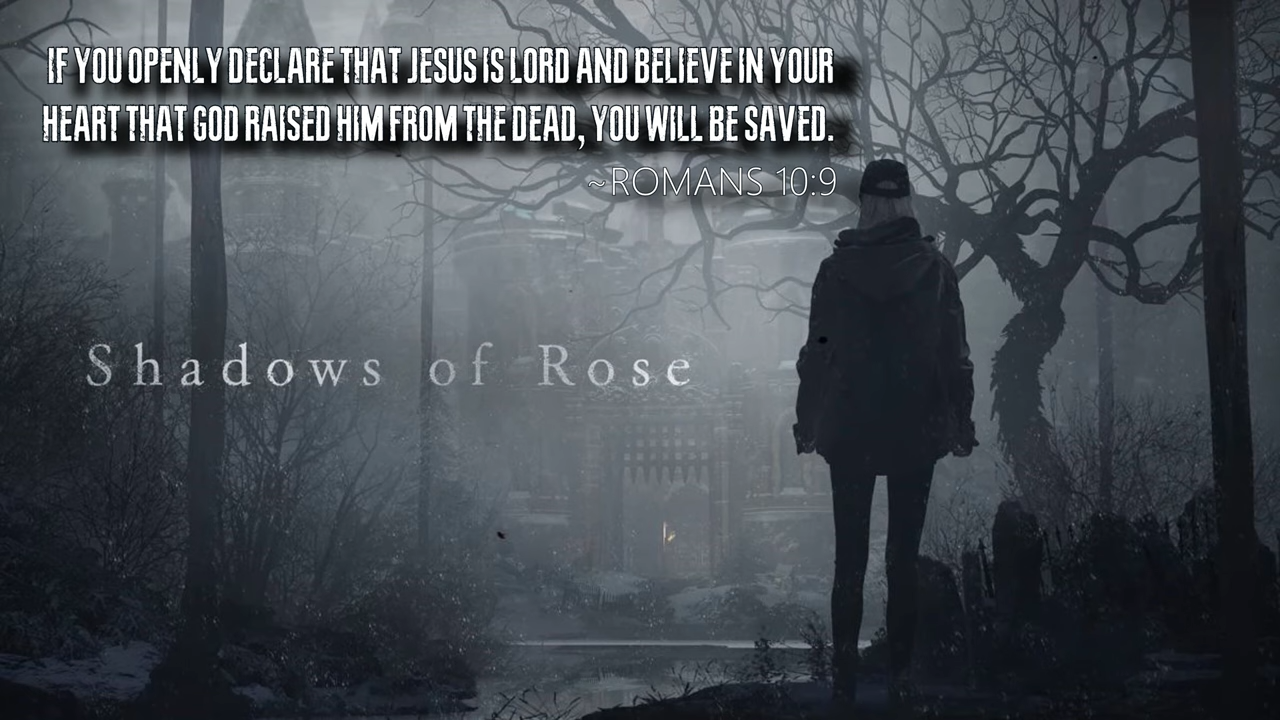 IF YOU OPENLY DECLARE THAT JESUS IS LORD AND BELIEVE IN YOUR
HEART THAT GOD RAISED HIM FROM THE DEAD, YOU WILL BE SAVED.
~ROMANS 10:9
Shadows of Rose